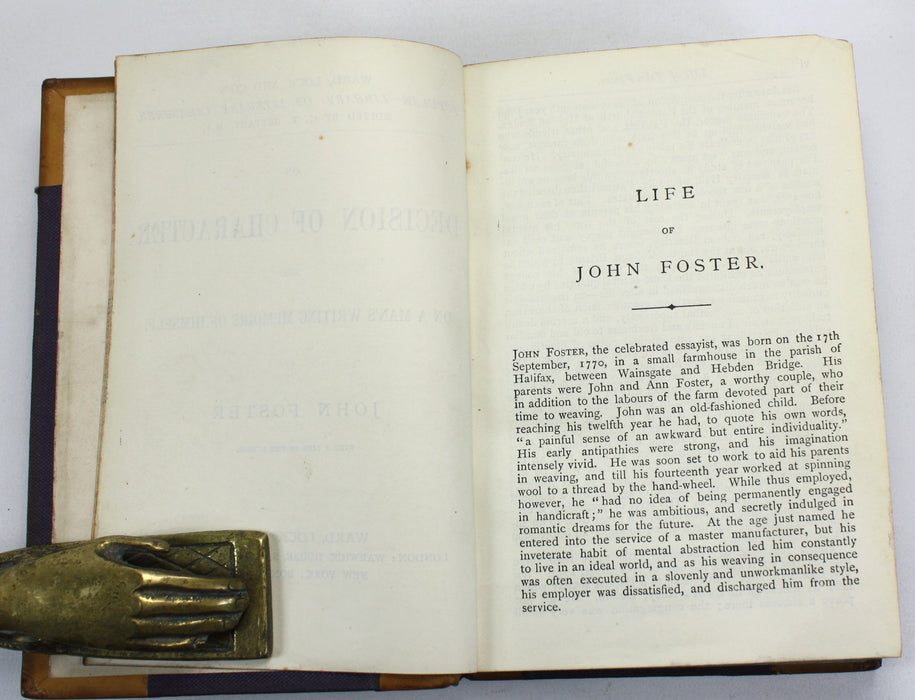 LIFE
OF
JOHN FOSTER.
JOHN FOSTER, the celebrated essayist, was born on the 17th
September, 1770, in a small farmhouse in the parish of
Halifax, between Wainsgate and Hebden Bridge. His
parents were John and Ann Foster, a worthy couple, who
in addition to the labours of the farm devoted part of their
time to weaving. John was an old-fashioned child. Before
reaching his twelfth year he had, to quote his own words,
“a painful sense of an awkward but entire individuality.”
His early antipathies were strong, and his imagination
intensely vivid. He was soon set to work to aid his parents
in weaving, and till his fourteenth year worked at spinning
wool to a thread by the hand-wheel. While thus employed,
however, he “had no idea of being permanently engaged
in handicraft;” he was ambitious, and secretly indulged in
romantic dreams for the future. At the age just named he
entered into the service of a master manufacturer, but his
inveterate habit of mental abstraction led him constantly
to live in an ideal world, and as his weaving in consequence
was often executed in a slovenly and unworkmanlike style,
his employer was dissatisfied, and discharged him from the
service.